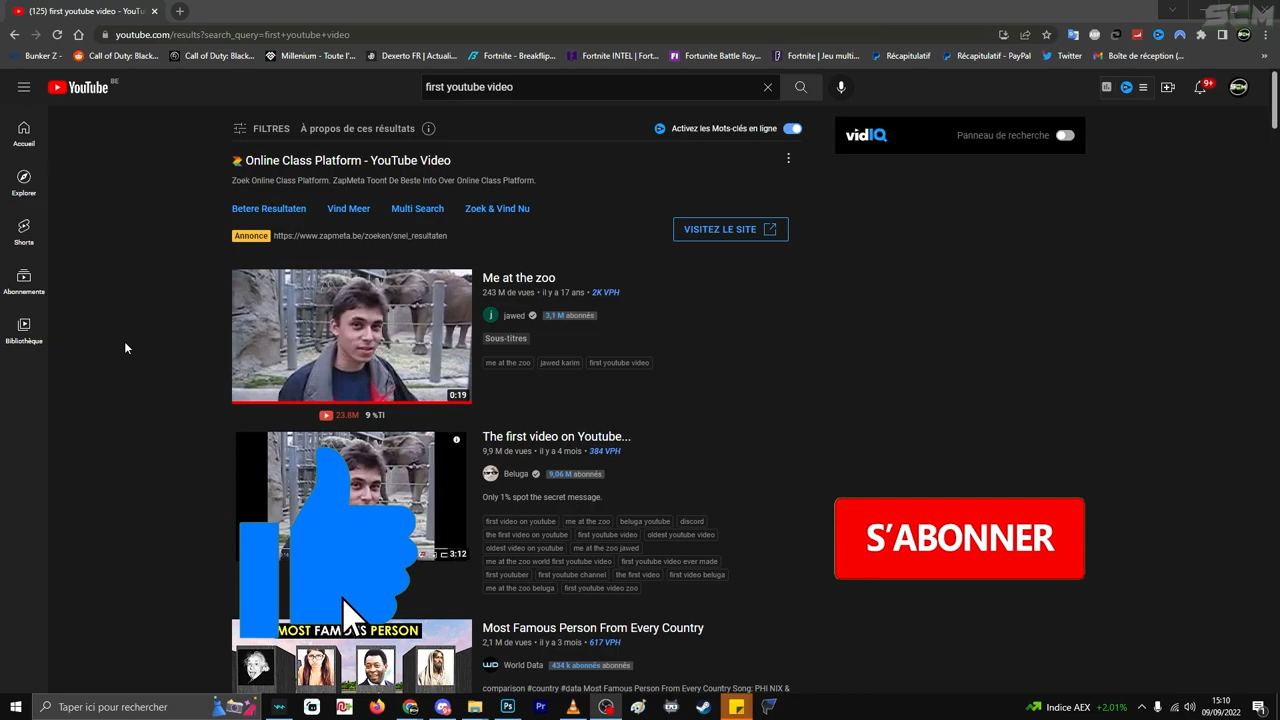 (125) first youtube video - YouTu
youtube.com/results?search_query=first+youtube+video
Bunker Z -
Call of Duty: Black...
Call of Duty: Black...
Millenium - Toute l'...
Dexerto FR | Actuali...
Fortnite - Breakflip...
Fortnite INTEL | Fort...
Fortunite Battle Roy...
Fortnite | Jeu multi...
Récapitulatif
Récapitulatif - PayPal
Twitter
Boîte de réception (...
YouTube BE
first youtube video
9+
Accueil
Explorer
Shorts
Abonnements
Bibliothèque
FILTRES À propos de ces résultats
Activez les Mots-clés en ligne
vidIQ Panneau de recherche
Online Class Platform - YouTube Video
Zoek Online Class Platform. ZapMeta Toont De Beste Info Over Online Class Platform.
Betere Resultaten Vind Meer Multi Search Zoek & Vind Nu
Annonce https://www.zapmeta.be/zoeken/snel_resultaten
VISITEZ LE SITE
Me at the zoo
243 M de vues • il y a 17 ans • 2K VPH
jawed 3,1 M abonnés
Sous-titres
me at the zoo jawed karim first youtube video
0:19
23.8M 9 %TI
The first video on Youtube...
9,9 M de vues • il y a 4 mois • 384 VPH
Beluga 9,06 M abonnés
Only 1% spot the secret message.
first video on youtube me at the zoo beluga youtube discord
the first video on youtube first youtube video oldest youtube video
oldest video on youtube me at the zoo jawed
me at the zoo world first youtube video first youtube video ever made
first youtuber first youtube channel the first video first video beluga
me at the zoo beluga first youtube video zoo
3:12
S'ABONNER
MOST FAMOUS PERSON
Most Famous Person From Every Country
2,1 M de vues • il y a 3 mois • 617 VPH
World Data 434 k abonnés abonnés
comparison #country #data Most Famous Person From Every Country Song: PHI NIX &
Taper ici pour rechercher
Indice AEX +2.01%
15:10
09/09/2022